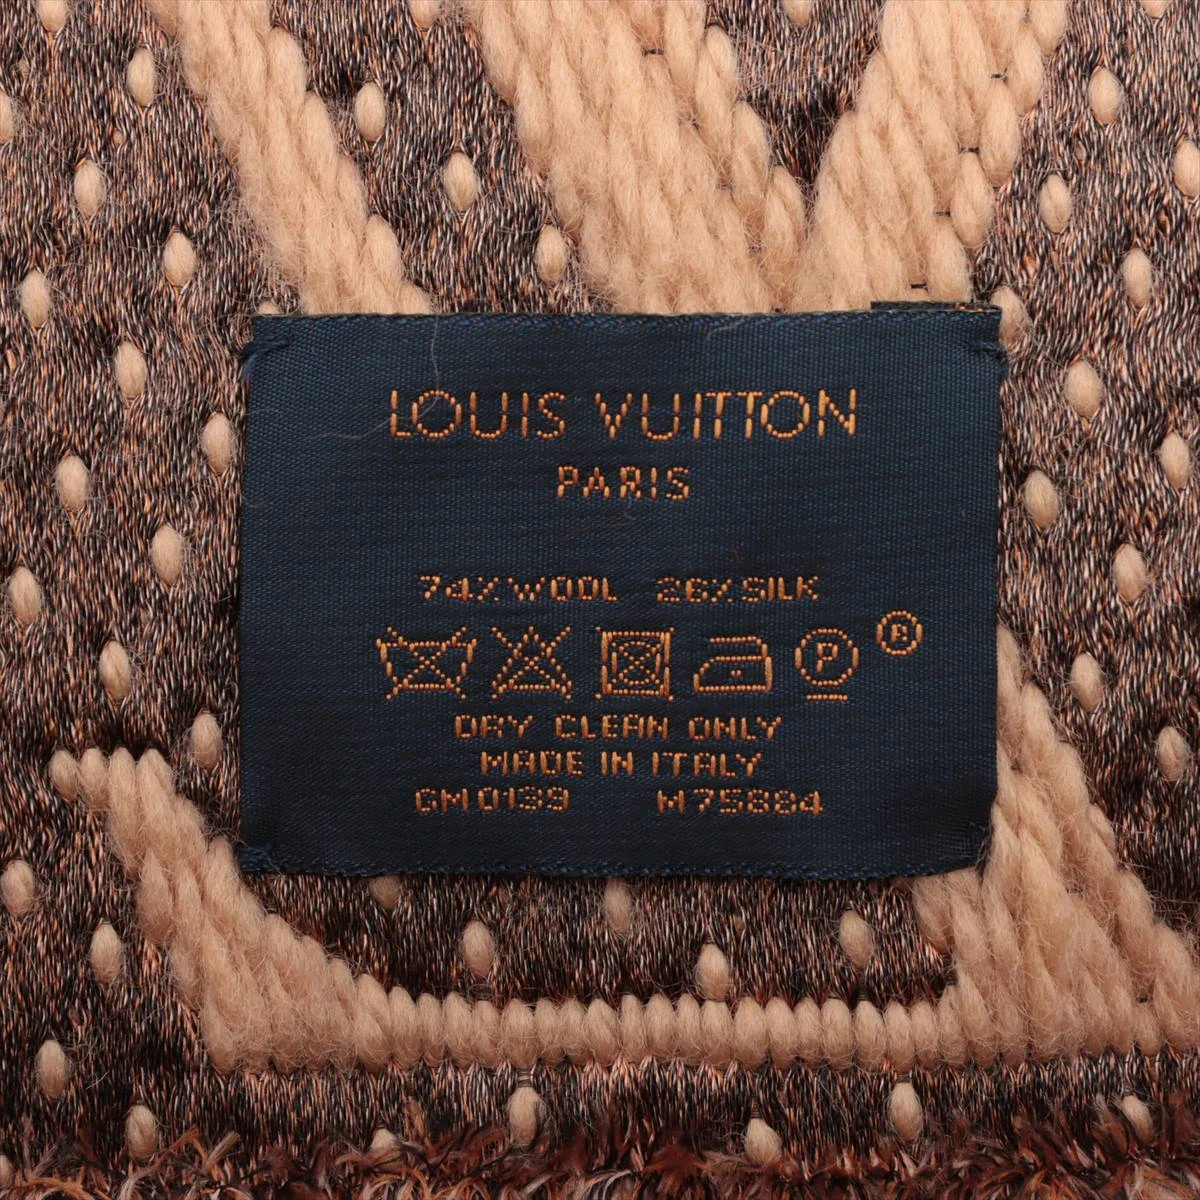 LOUIS VUITTON
PARIS
74% WOOL 26% SILK
P ®
DRY CLEAN ONLY
MADE IN ITALY
GM0139 M75884